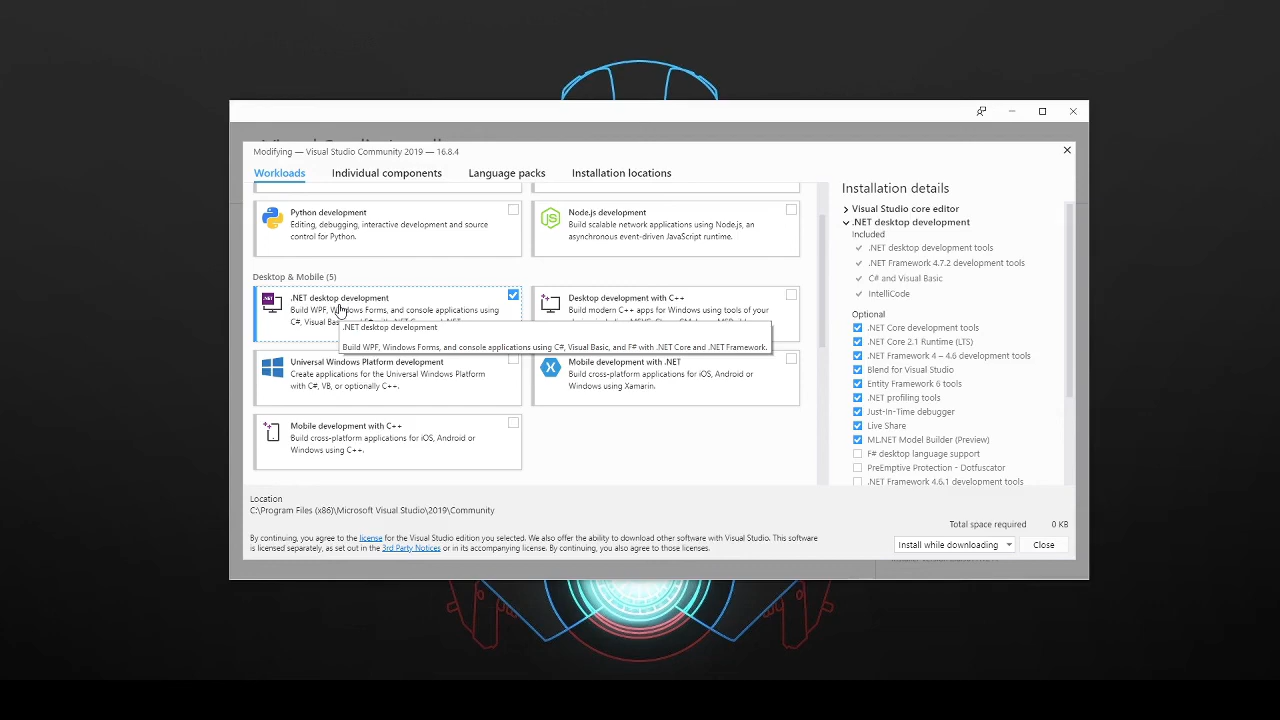 Modifying — Visual Studio Community 2019 — 16.8.4
Workloads
Individual components
Language packs
Installation locations
Python development
Editing, debugging, interactive development and source
control for Python.
Node.js development
Build scalable network applications using Node.js, an
asynchronous event-driven JavaScript runtime.
Desktop & Mobile (5)
.NET desktop development
Build WPF, Windows Forms, and console applications using
C#, Visual Ba
Desktop development with C++
Build modern C++ apps for Windows using tools of your
.NET desktop development
Build WPF, Windows Forms, and console applications using C#, Visual Basic, and F# with .NET Core and .NET Framework.
Universal Windows Platform development
Create applications for the Universal Windows Platform
with C#, VB, or optionally C++.
Mobile development with .NET
Build cross-platform applications for iOS, Android or
Windows using Xamarin.
Mobile development with C++
Build cross-platform applications for iOS, Android or
Windows using C++.
Installation details
Visual Studio core editor
.NET desktop development
Included
.NET desktop development tools
.NET Framework 4.7.2 development tools
C# and Visual Basic
IntelliCode
Optional
.NET Core development tools
.NET Core 2.1 Runtime (LTS)
.NET Framework 4 – 4.6 development tools
Blend for Visual Studio
Entity Framework 6 tools
.NET profiling tools
Just-In-Time debugger
Live Share
ML.NET Model Builder (Preview)
F# desktop language support
PreEmptive Protection - Dotfuscator
.NET Framework 4.6.1 development tools
Location
C:\Program Files (x86)\Microsoft Visual Studio\2019\Community
Total space required 0 KB
By continuing, you agree to the license for the Visual Studio edition you selected. We also offer the ability to download other software with Visual Studio. This software
is licensed separately, as set out in the 3rd Party Notices or in its accompanying license. By continuing, you also agree to those licenses.
Install while downloading
Close